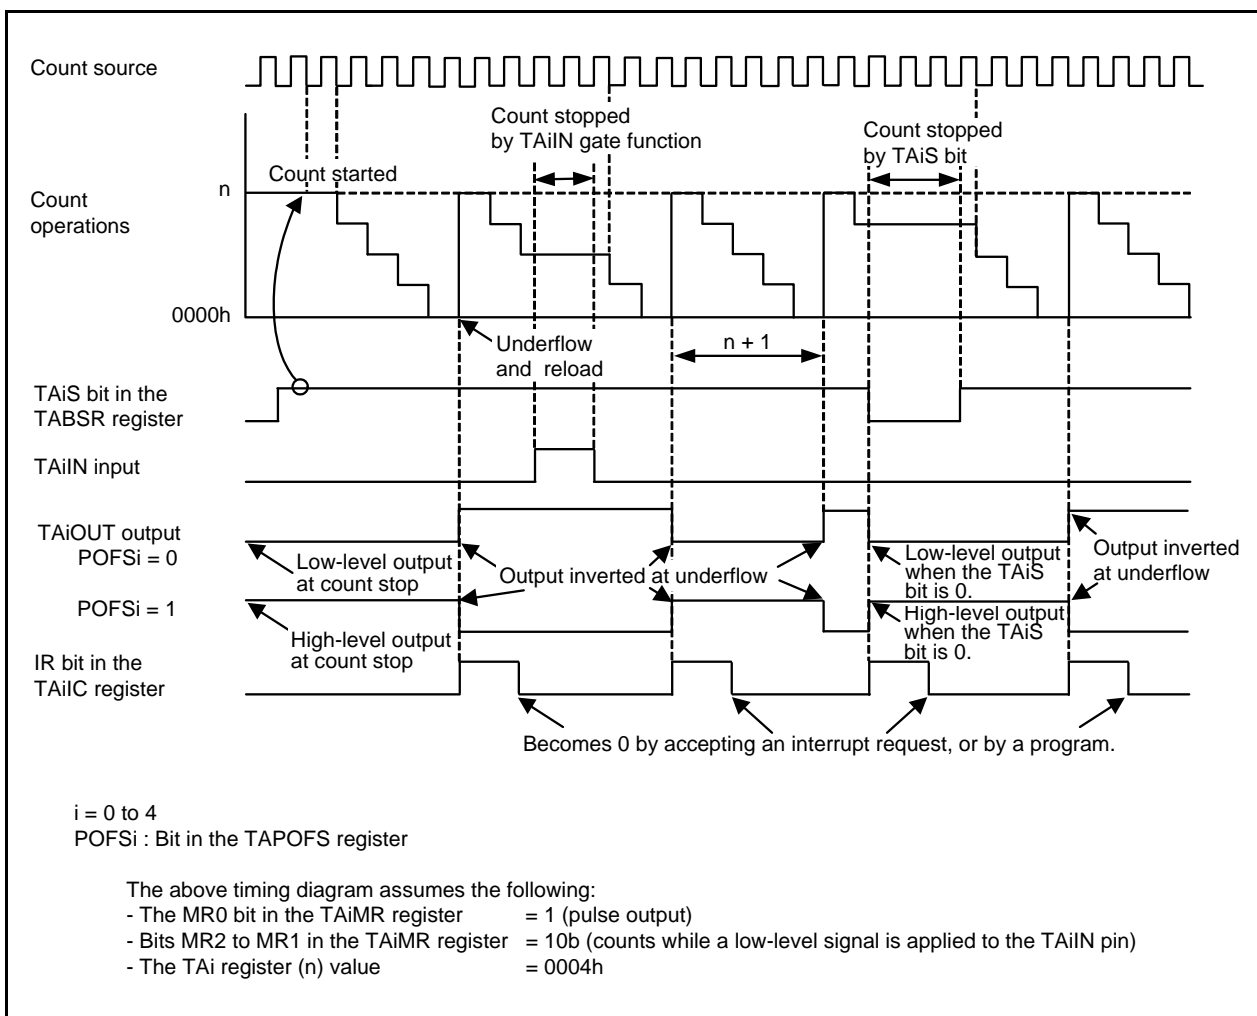 Count source
Count stopped
by TAiIN gate function
Count stopped
by TAiS bit
Count started
n
Count
operations
0000h
Underflow
and reload
n + 1
TAiS bit in the
TABSR register
TAiIN input
TAiOUT output
POFSi = 0
Low-level output
at count stop
Output inverted at underflow
Low-level output
when the TAiS
bit is 0.
Output inverted
at underflow
POFSi = 1
High-level output
at count stop
High-level output
when the TAiS
bit is 0.
IR bit in the
TAiIC register
Becomes 0 by accepting an interrupt request, or by a program.
i = 0 to 4
POFSi : Bit in the TAPOFS register
The above timing diagram assumes the following:
- The MR0 bit in the TAiMR register = 1 (pulse output)
- Bits MR2 to MR1 in the TAiMR register = 10b (counts while a low-level signal is applied to the TAiIN pin)
- The TAi register (n) value = 0004h